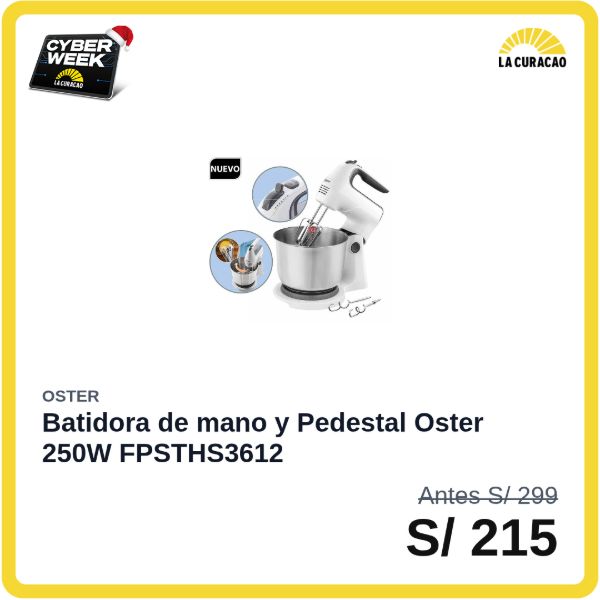 CYBER
WEEK
LA CURACAO
LA CURACAO
NUEVO
OSTER
Batidora de mano y Pedestal Oster
250W FPSTHS3612
Antes S/ 299
S/ 215